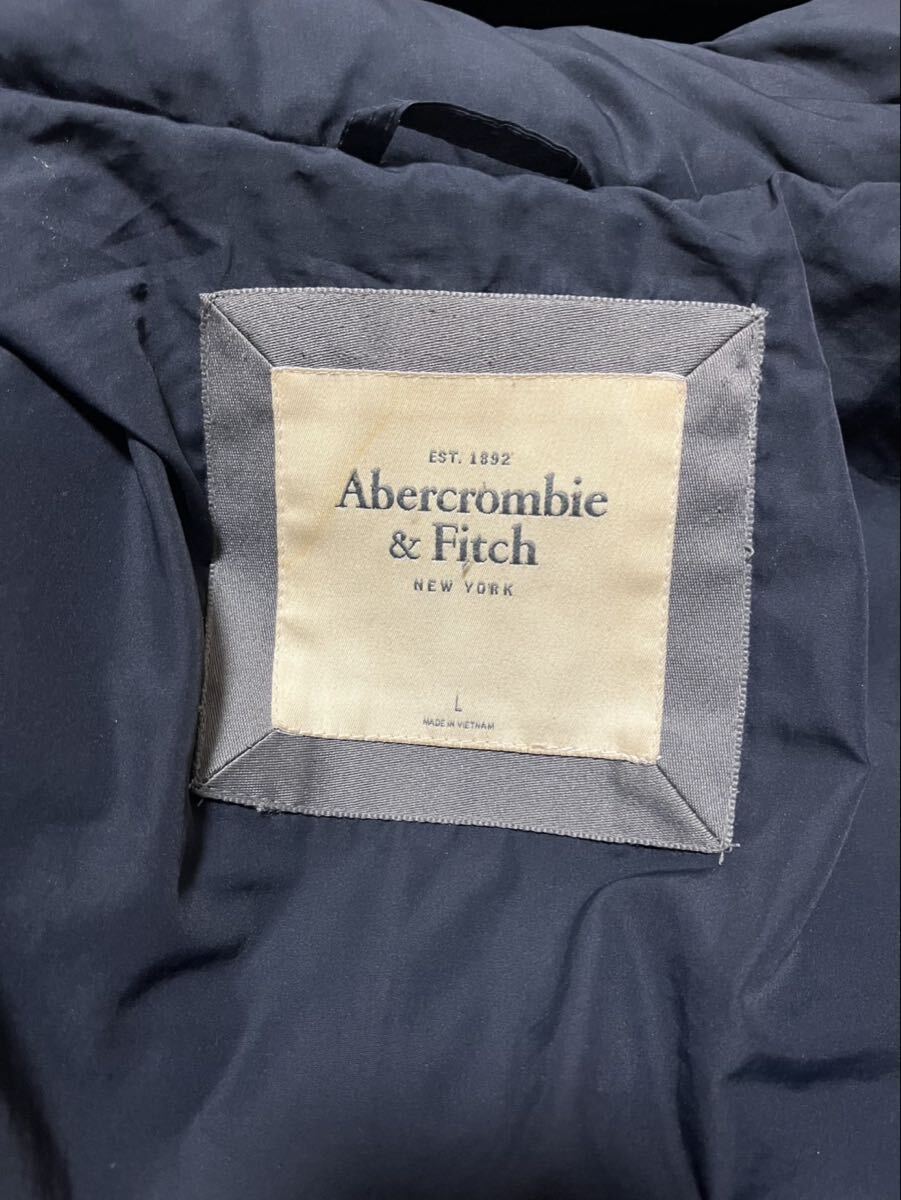 EST. 1892
Abercrombie
& Fitch
NEW YORK
L
MADE IN VIETNAM